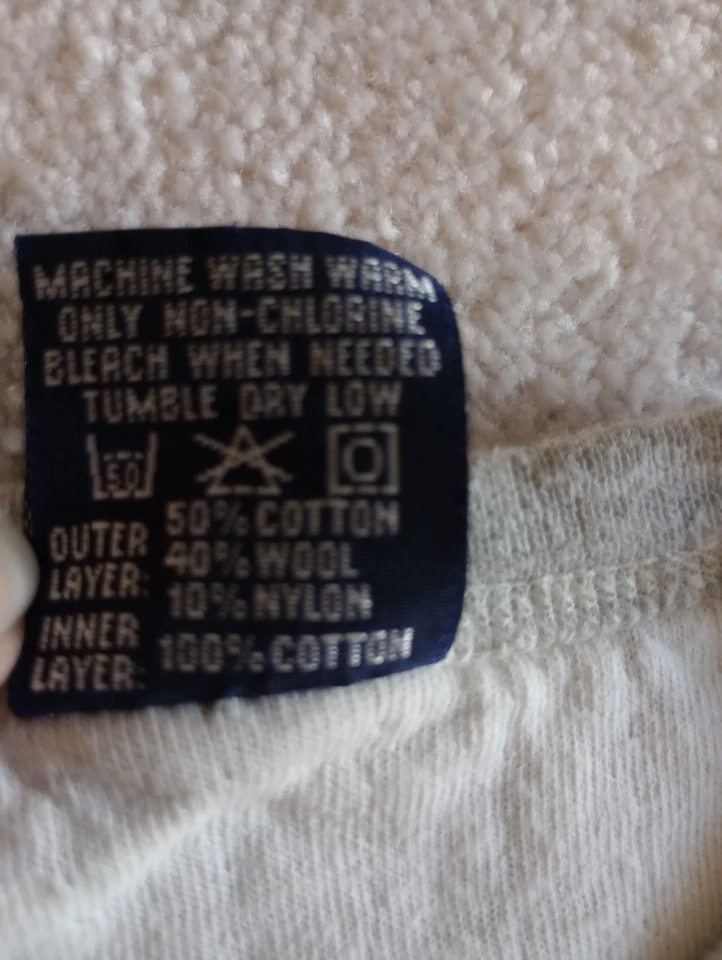 MACHINE WASH WARM
ONLY NON-CHLORINE
BLEACH WHEN NEEDED
TUMBLE DRY LOW
50
OUTER LAYER: 50% COTTON
40% WOOL
10% NYLON
INNER LAYER: 100% COTTON